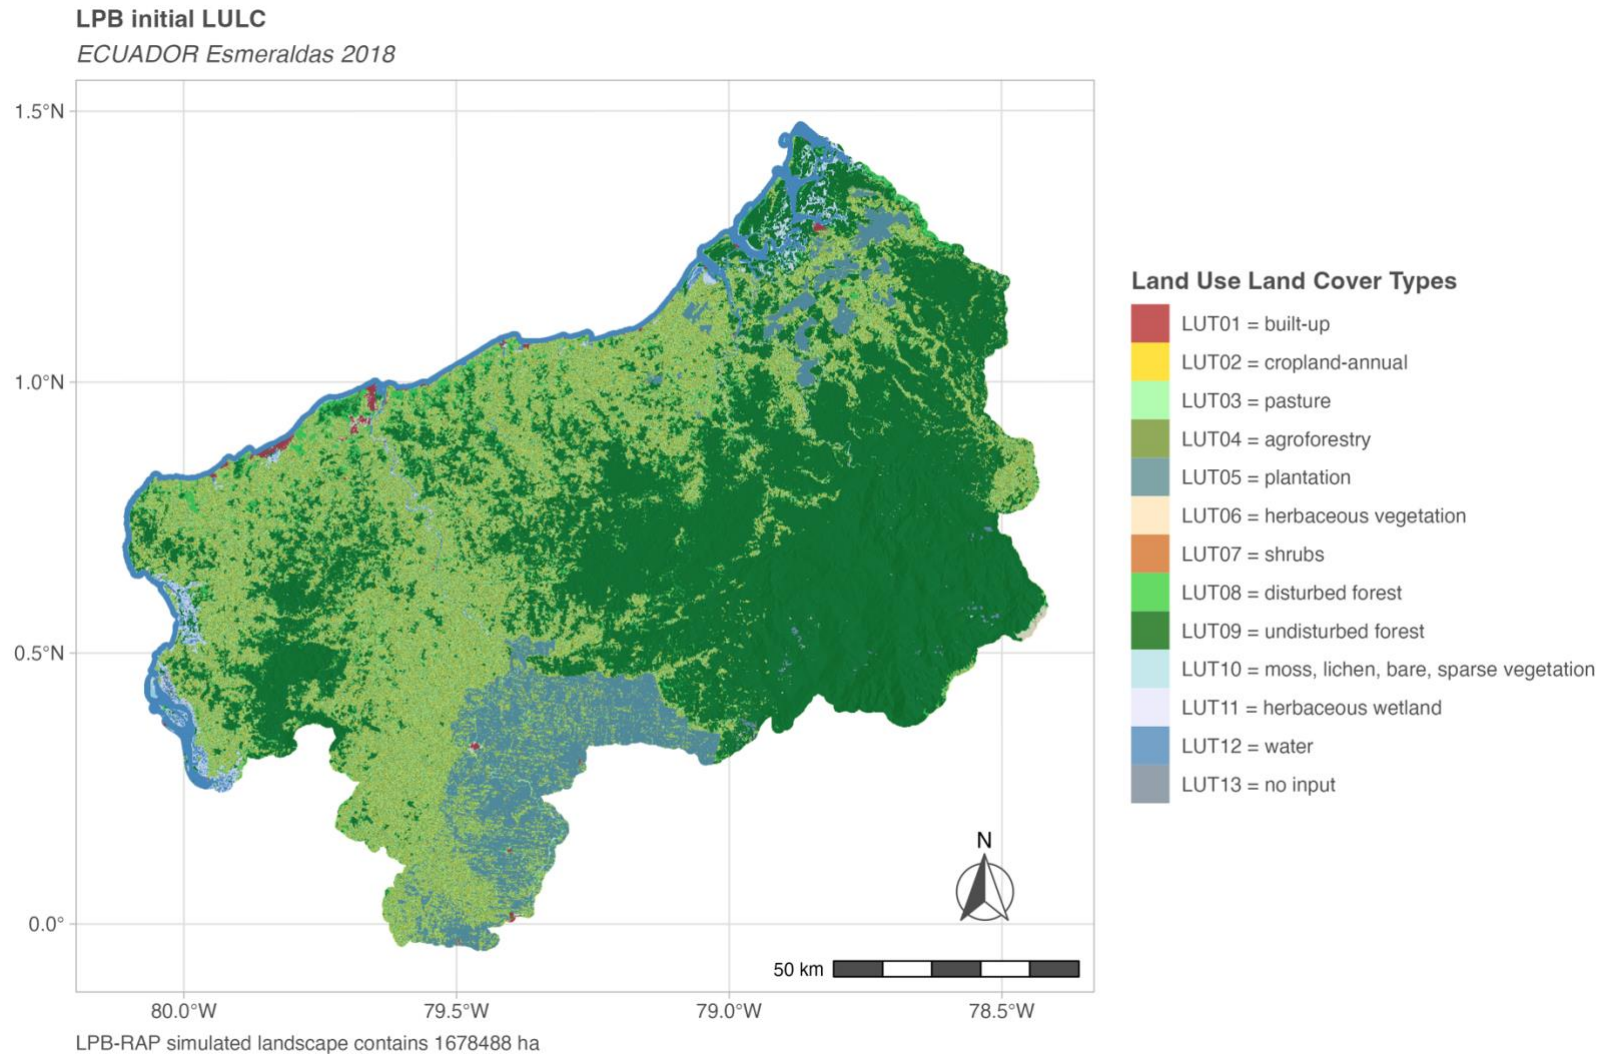 LPB initial LULC
ECUADOR Esmeraldas 2018
1.5°N
1.0°N
0.5°N
0.0°
80.0°W
79.5°W
79.0°W
78.5°W
N
50 km
Land Use Land Cover Types
LUT01 = built-up
LUT02 = cropland-annual
LUT03 = pasture
LUT04 = agroforestry
LUT05 = plantation
LUT06 = herbaceous vegetation
LUT07 = shrubs
LUT08 = disturbed forest
LUT09 = undisturbed forest
LUT10 = moss, lichen, bare, sparse vegetation
LUT11 = herbaceous wetland
LUT12 = water
LUT13 = no input
LPB-RAP simulated landscape contains 1678488 ha